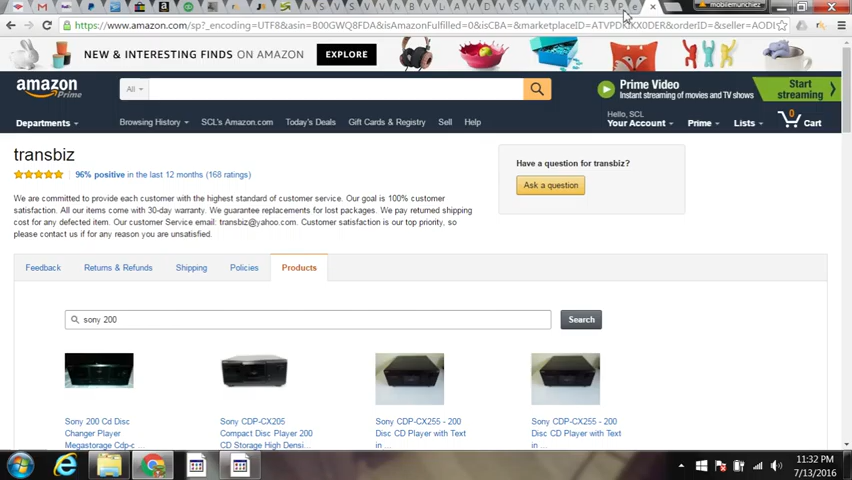 mobilemunchiez
https://www.amazon.com/sp?_encoding=UTF8&asin=B00GWQ8FDA&isAmazonFulfilled=0&isCBA=&marketplaceID=ATVPDKIKX0DER&orderID=&seller=AODL
NEW & INTERESTING FINDS EXPLORE
amazon
Prime
All
Prime Video
Instant streaming of movies and TV shows
Start streaming
Departments
Browsing History
SCL's Amazon.com
Today's Deals
Gift Cards & Registry
Sell
Help
Hello, SCL
Your Account
Prime
Lists
0
Cart
transbiz
96% positive in the last 12 months (168 ratings)
We are committed to provide each customer with the highest standard of customer service. Our goal is 100% customer
satisfaction. All our items come with 30-day warranty. We guarantee replacements for lost packages. We pay returned shipping
cost for any defected item. Our customer Service email: transbiz@yahoo.com. Customer satisfaction is our top priority, so
please contact us if for any reason you are unsatisfied.
Have a question for transbiz?
Ask a question
Feedback
Returns & Refunds
Shipping
Policies
Products
sony 200
Search
Sony 200 Cd Disc
Changer Player
Megastorage Cdp-c ...
Sony CDP-CX205
Compact Disc Player 200
CD Storage High Densi...
Sony CDP-CX255 - 200
Disc CD Player with Text
in ...
Sony CDP-CX255 - 200
Disc CD Player with Text
in ...
11:32 PM
7/13/2016